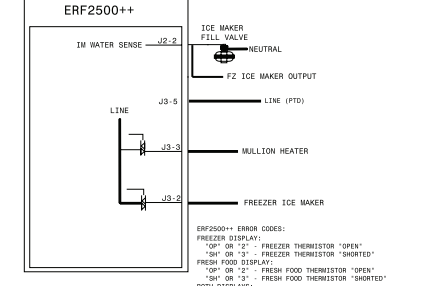 ERF2500++
ICE MAKER
FILL VALVE
IM WATER SENSE
J2-2
NEUTRAL
FZ ICE MAKER OUTPUT
J3-5
LINE (PTD)
LINE
J3-3
MULLION HEATER
J3-2
FREEZER ICE MAKER
ERF2500++ ERROR CODES:
FREEZER DISPLAY:
"OP" OR "2" - FREEZER THERMISTOR "OPEN"
"SH" OR "3" - FREEZER THERMISTOR "SHORTED"
FRESH FOOD DISPLAY:
"OP" OR "2" - FRESH FOOD THERMISTOR "OPEN"
"SH" OR "3" - FRESH FOOD THERMISTOR "SHORTED"
BOTH DISPLAYS: